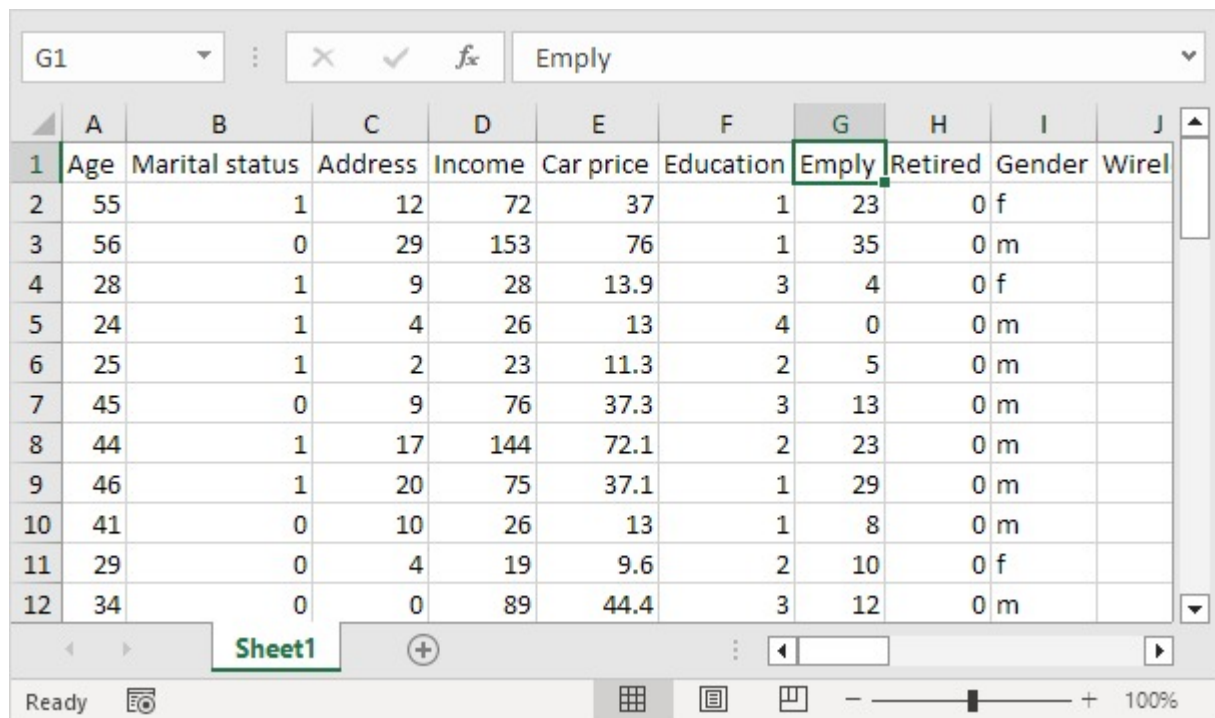 G1 fx Emply
A B C D E F G H I J
1 Age Marital status Address Income Car price Education Emply Retired Gender Wirel
2 55 1 12 72 37 1 23 0 f
3 56 0 29 153 76 1 35 0 m
4 28 1 9 28 13.9 3 4 0 f
5 24 1 4 26 13 4 0 0 m
6 25 1 2 23 11.3 2 5 0 m
7 45 0 9 76 37.3 3 13 0 m
8 44 1 17 144 72.1 2 23 0 m
9 46 1 20 75 37.1 1 29 0 m
10 41 0 10 26 13 1 8 0 m
11 29 0 4 19 9.6 2 10 0 f
12 34 0 0 89 44.4 3 12 0 m
Sheet1
Ready 100%